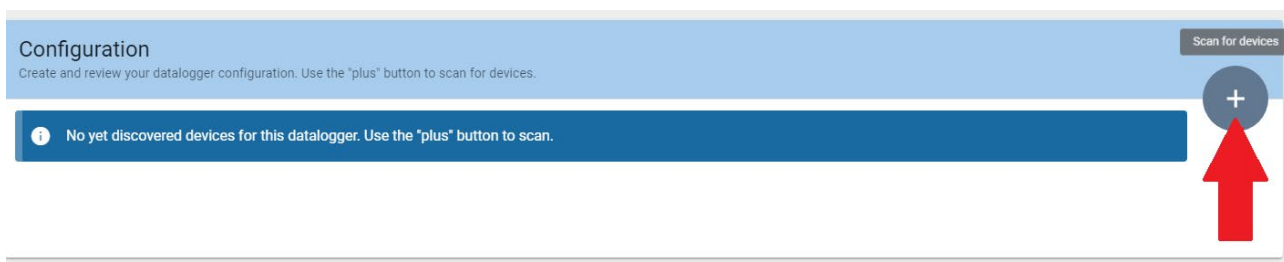 Configuration
Scan for devices
Create and review your datalogger configuration. Use the "plus" button to scan for devices.
No yet discovered devices for this datalogger. Use the "plus" button to scan.